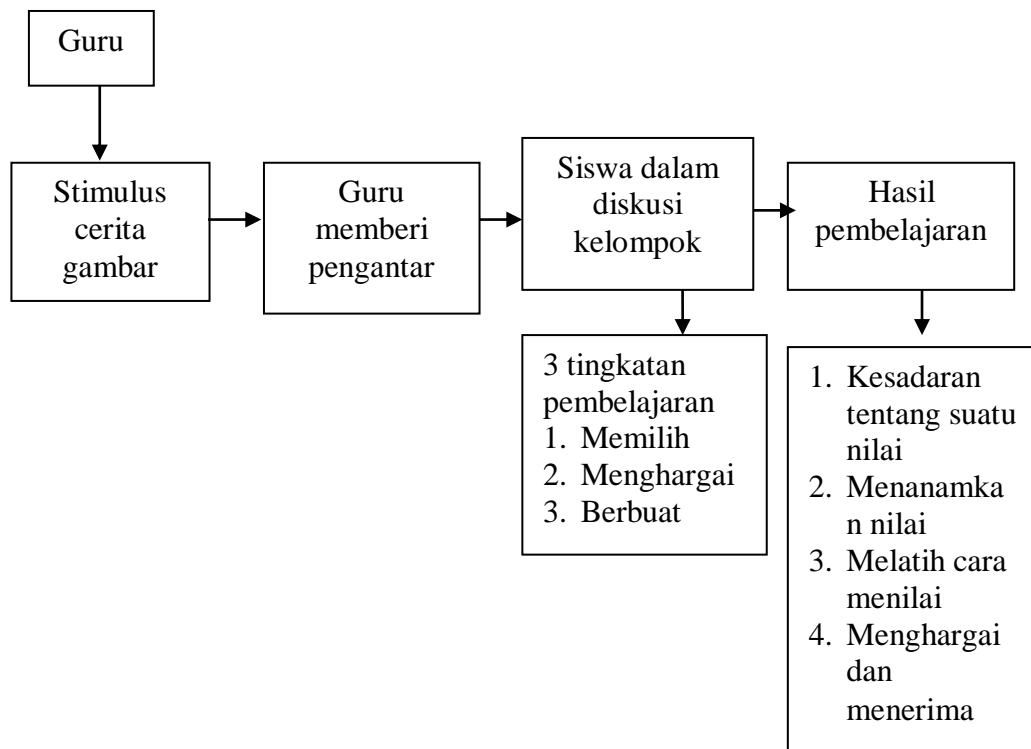 Guru
Stimulus
cerita
gambar
Guru
memberi
pengantar
Siswa dalam
diskusi
kelompok
Hasil
pembelajaran
3 tingkatan
pembelajaran
1. Memilih
2. Menghargai
3. Berbuat
1. Kesadaran
tentang suatu
nilai
2. Menanamka
n nilai
3. Melatih cara
menilai
4. Menghargai
dan
menerima